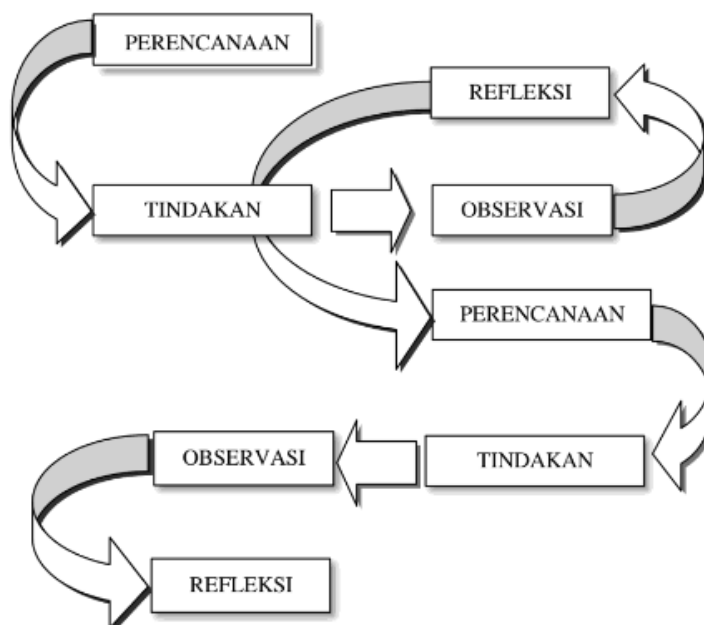 PERENCANAAN
TINDAKAN
OBSERVASI
REFLEKSI
PERENCANAAN
TINDAKAN
OBSERVASI
REFLEKSI